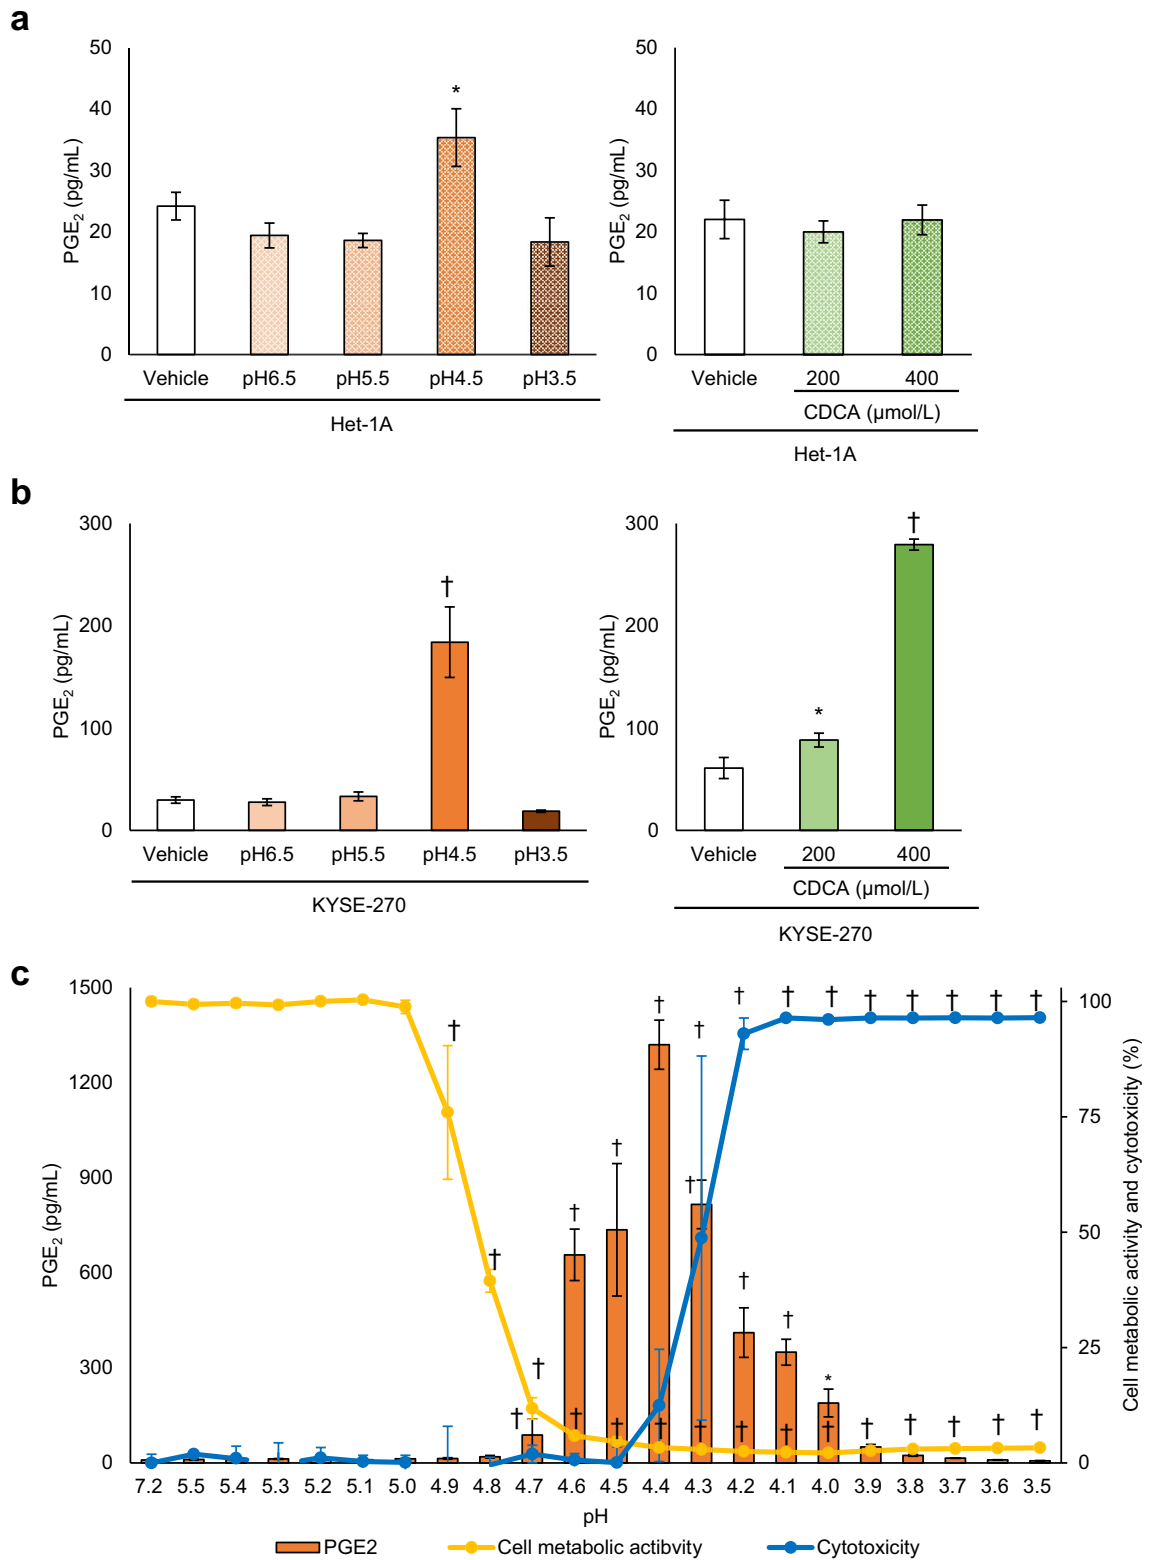 a
50
40
30
20
10
0
PGE2 (pg/mL)
*
Vehicle pH6.5 pH5.5 pH4.5 pH3.5
Het-1A
50
40
30
20
10
0
PGE2 (pg/mL)
Vehicle 200 400
CDCA (µmol/L)
Het-1A
b
300
200
100
0
PGE2 (pg/mL)
†
Vehicle pH6.5 pH5.5 pH4.5 pH3.5
KYSE-270
300
200
100
0
PGE2 (pg/mL)
* †
Vehicle 200 400
CDCA (µmol/L)
KYSE-270
c
1500
1200
900
600
300
0
PGE2 (pg/mL)
† † † † † † † † † †
† † † † † † † † †
† † *
† † † † † † † † † † † † †
100
75
50
25
0
Cell metabolic activity and cytotoxicity (%)
7.2 5.5 5.4 5.3 5.2 5.1 5.0 4.9 4.8 4.7 4.6 4.5 4.4 4.3 4.2 4.1 4.0 3.9 3.8 3.7 3.6 3.5
pH
PGE2 Cell metabolic actibvity Cytotoxicity